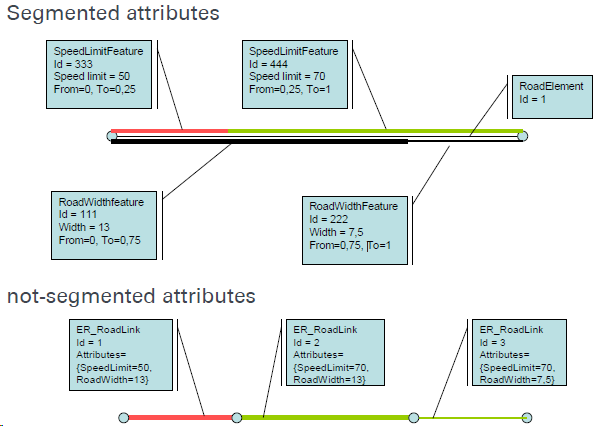 Segmented attributes
SpeedLimitFeature
Id = 333
Speed limit = 50
From=0, To=0,25
SpeedLimitFeature
Id = 444
Speed limit = 70
From=0,25, To=1
RoadElement
Id = 1
RoadWidthfeature
Id = 111
Width = 13
From=0, To=0,75
RoadWidthFeature
Id = 222
Width = 7,5
From=0,75, To=1
not-segmented attributes
ER_RoadLink
Id = 1
Attributes=
{SpeedLimit=50,
RoadWidth=13}
ER_RoadLink
Id = 2
Attributes=
{SpeedLimit=70,
RoadWidth=13}
ER_RoadLink
Id = 3
Attributes=
{SpeedLimit=70,
RoadWidth=7,5}